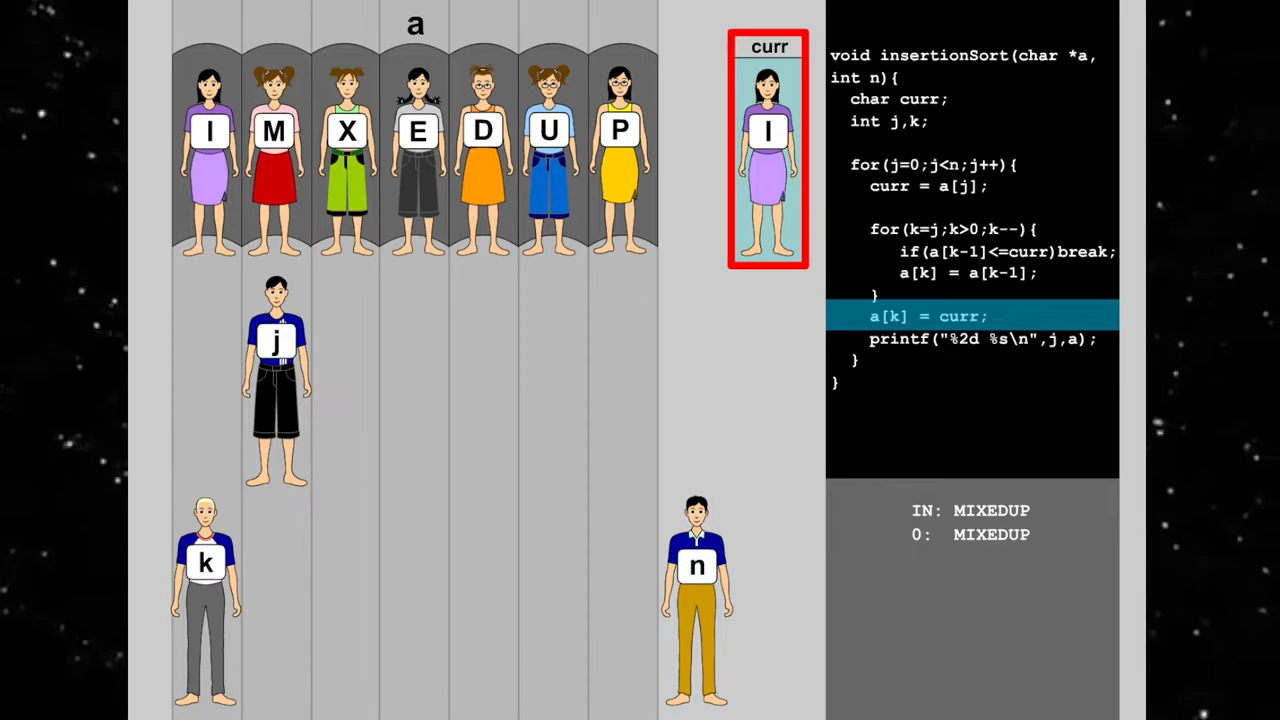 a
I M X E D U P
curr
I
j
k
n
void insertionSort(char *a,
int n){
char curr;
int j,k;
for(j=0;j<n;j++){
curr = a[j];
for(k=j;k>0;k--){
if(a[k-1]<=curr)break;
a[k] = a[k-1];
}
a[k] = curr;
printf("%2d %s\n",j,a);
}
}
IN: MIXEDUP
0: MIXEDUP